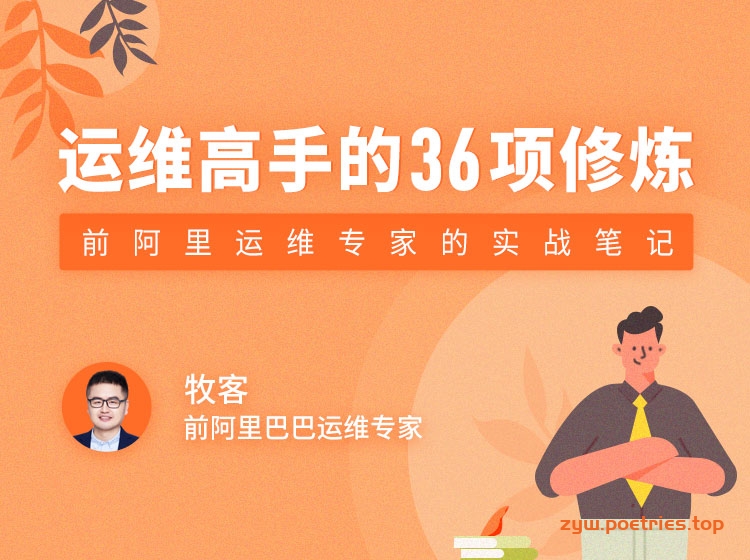 运维高手的36项修炼
前阿里运维专家的实战笔记
牧客
前阿里巴巴运维专家
zyw.poetries.top